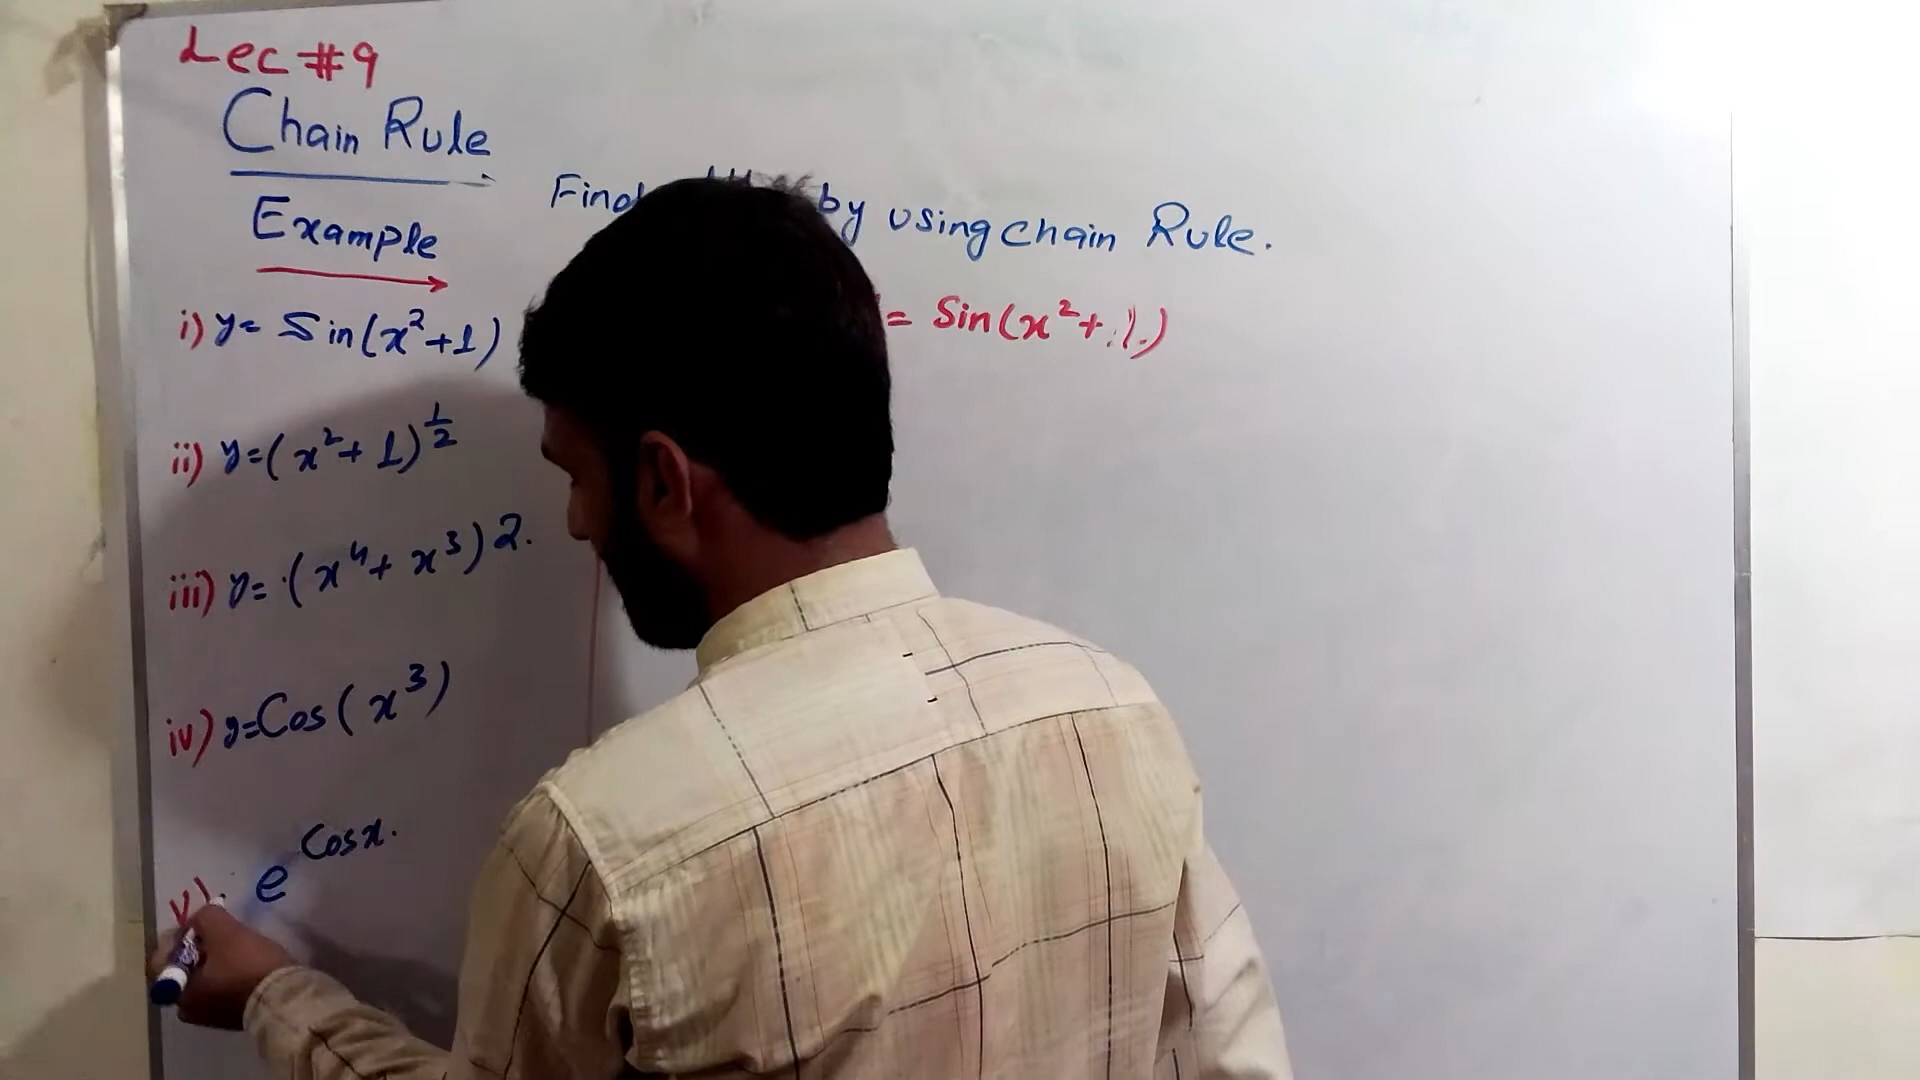 Lec #9
Chain Rule
Example
Find by using chain Rule.
i) y= Sin(x²+1)
= Sin(x²+1)
ii) y=(x²+1)^½
iii) y= (x⁴+x³)2.
iv) y=Cos(x³)
v) e^Cosx.